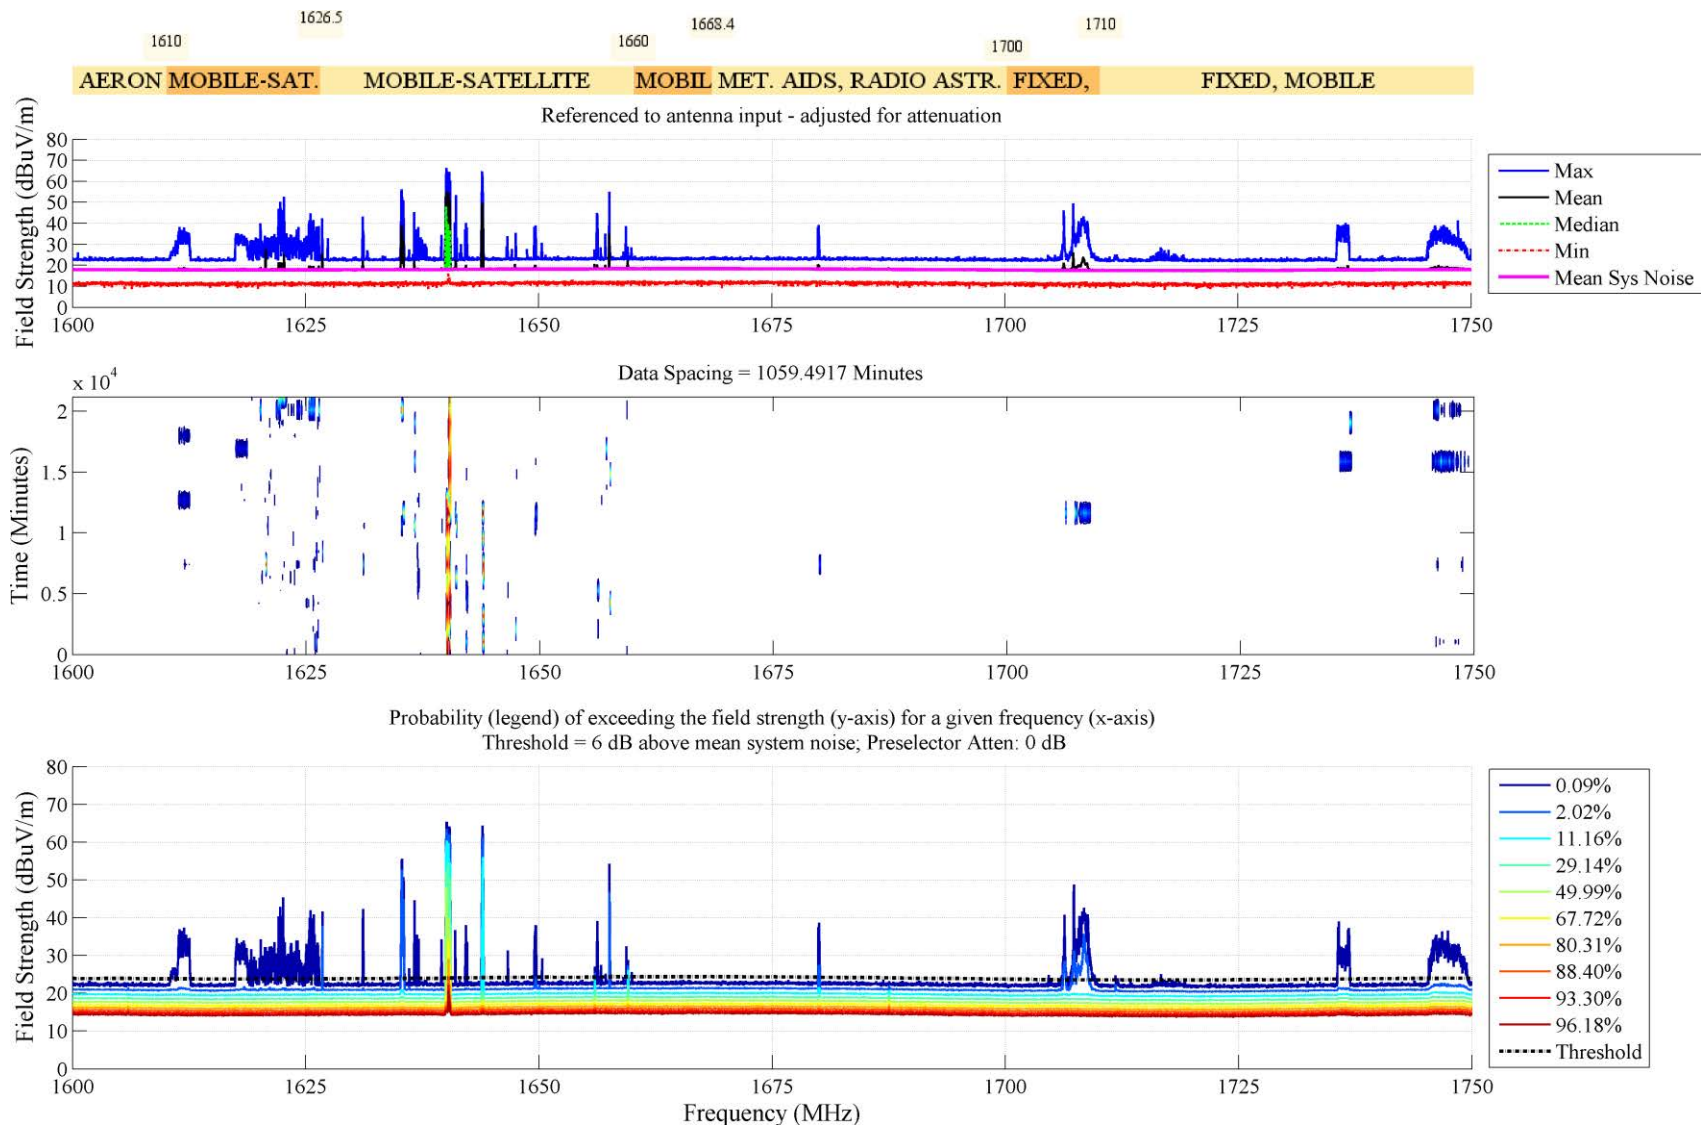 1626.5
1668.4
1710
1610
1660
1700
AERON MOBILE-SAT. MOBILE-SATELLITE MOBIL MET. AIDS, RADIO ASTR. FIXED, FIXED, MOBILE
Referenced to antenna input - adjusted for attenuation
Field Strength (dBuV/m)
80
70
60
50
40
30
20
10
0
1600 1625 1650 1675 1700 1725 1750
Max
Mean
Median
Min
Mean Sys Noise
Data Spacing = 1059.4917 Minutes
x 10^4
Time (Minutes)
2
1.5
1
0.5
0
1600 1625 1650 1675 1700 1725 1750
Probability (legend) of exceeding the field strength (y-axis) for a given frequency (x-axis)
Threshold = 6 dB above mean system noise; Preselector Atten: 0 dB
Field Strength (dBuV/m)
80
70
60
50
40
30
20
10
0
1600 1625 1650 1675 1700 1725 1750
Frequency (MHz)
0.09%
2.02%
11.16%
29.14%
49.99%
67.72%
80.31%
88.40%
93.30%
96.18%
Threshold